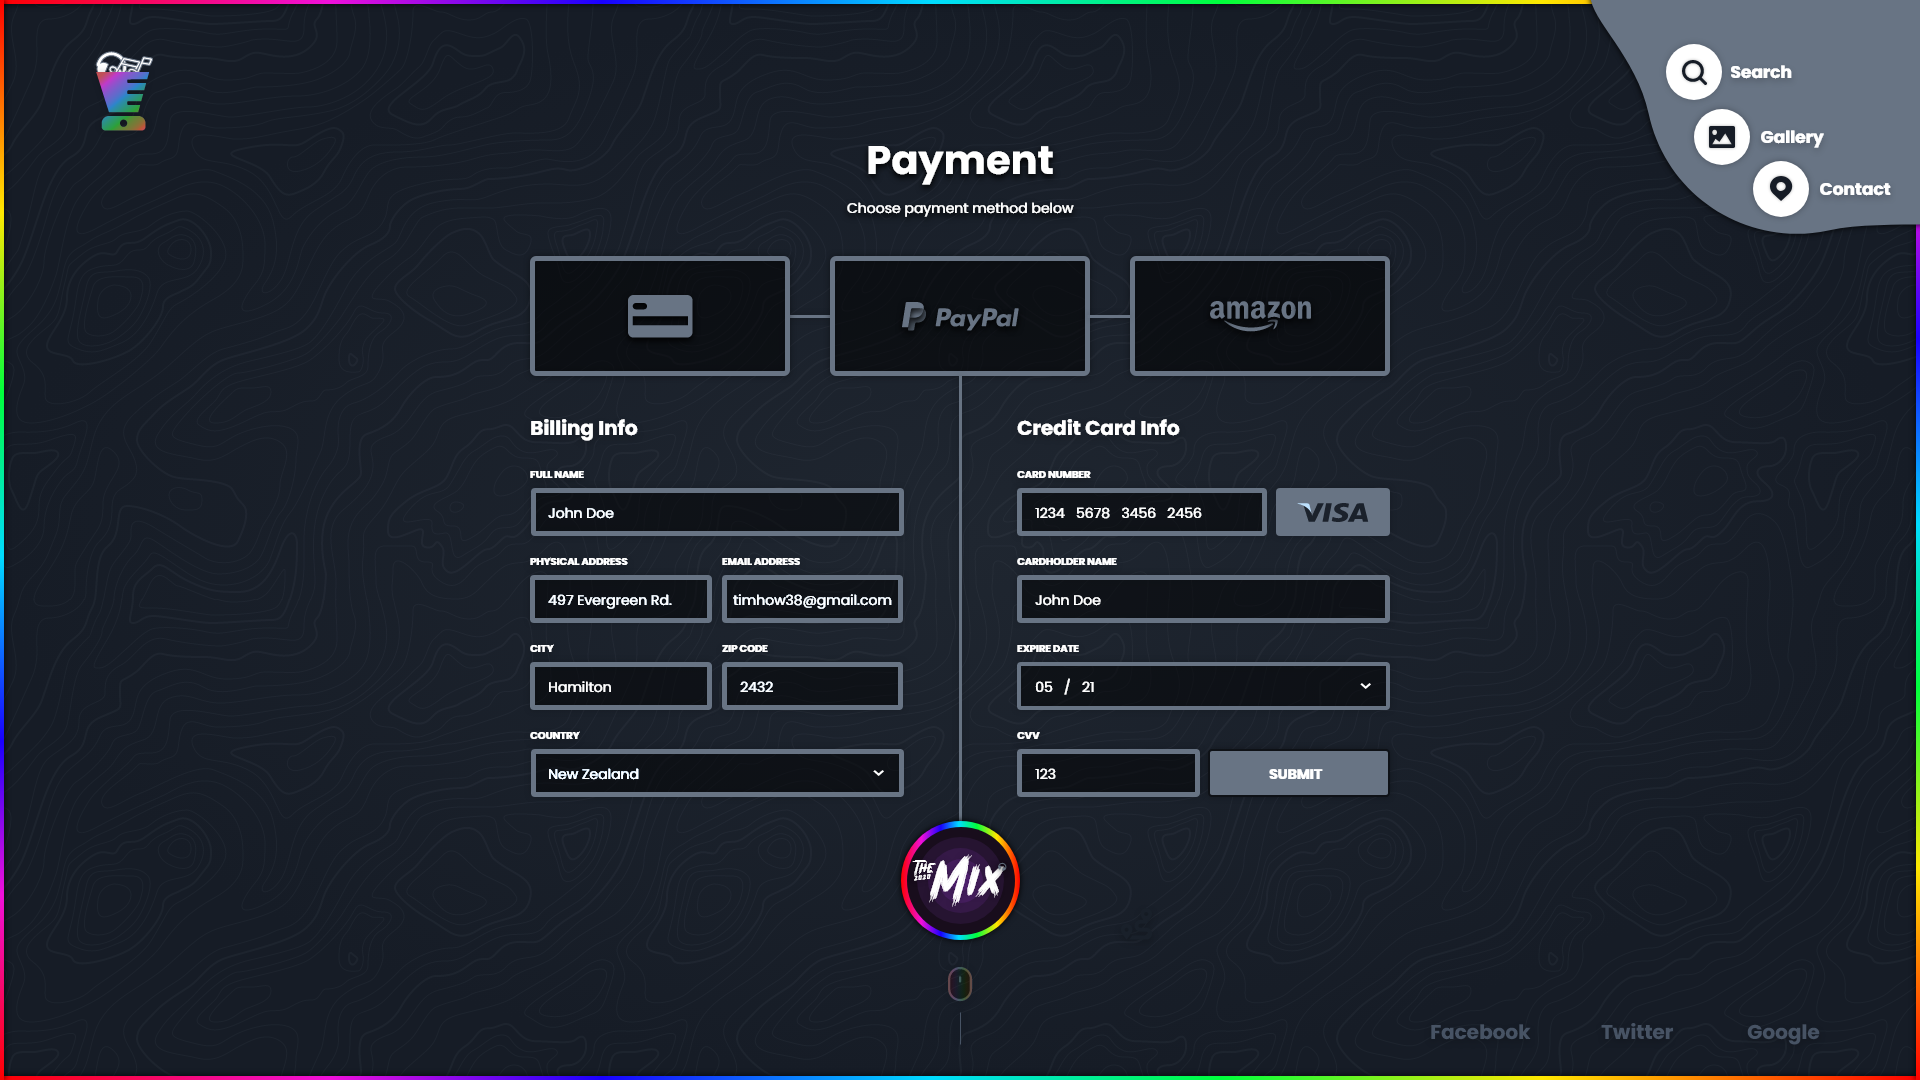 Search
Gallery
Contact
Payment
Choose payment method below
PayPal
amazon
Billing Info
FULL NAME
John Doe
PHYSICAL ADDRESS EMAIL ADDRESS
497 Evergreen Rd. timhow38@gmail.com
CITY ZIP CODE
Hamilton 2432
COUNTRY
New Zealand
Credit Card Info
CARD NUMBER
1234 5678 3456 2456 VISA
CARDHOLDER NAME
John Doe
EXPIRE DATE
05 / 21
CVV
123 SUBMIT
THE
2020
MIX
Facebook Twitter Google